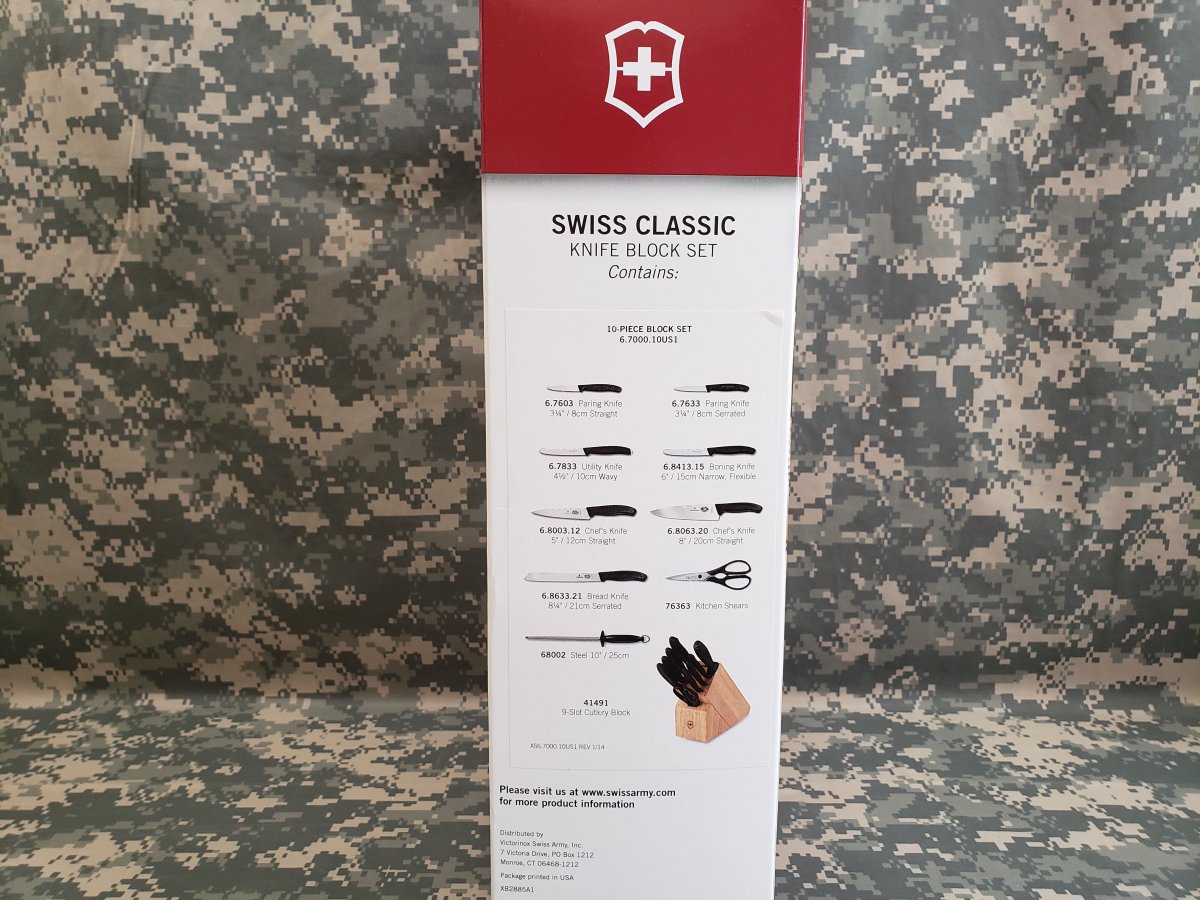 SWISS CLASSIC
KNIFE BLOCK SET
Contains:
10-PIECE BLOCK SET
6.7000.10US1
6.7603 Paring Knife
3¼" / 8cm Straight
6.7633 Paring Knife
3¼" / 8cm Serrated
6.7833 Utility Knife
4½" / 10cm Wavy
6.8413.15 Boning Knife
6" / 15cm Narrow, Flexible
6.8003.12 Chef's Knife
5" / 12cm Straight
6.8063.20 Chef's Knife
8" / 20cm Straight
6.8633.21 Bread Knife
8¼" / 21cm Serrated
76363 Kitchen Shears
68002 Steel 10" / 25cm
41491
9-Slot Cutlery Block
XS6.7000.10US1.REV 1/14
Please visit us at www.swissarmy.com
for more product information
Distributed by
Victorinox Swiss Army, Inc.
7 Victoria Drive, PO Box 1212
Monroe, CT 06468-1212
Package printed in USA
XB2885A1